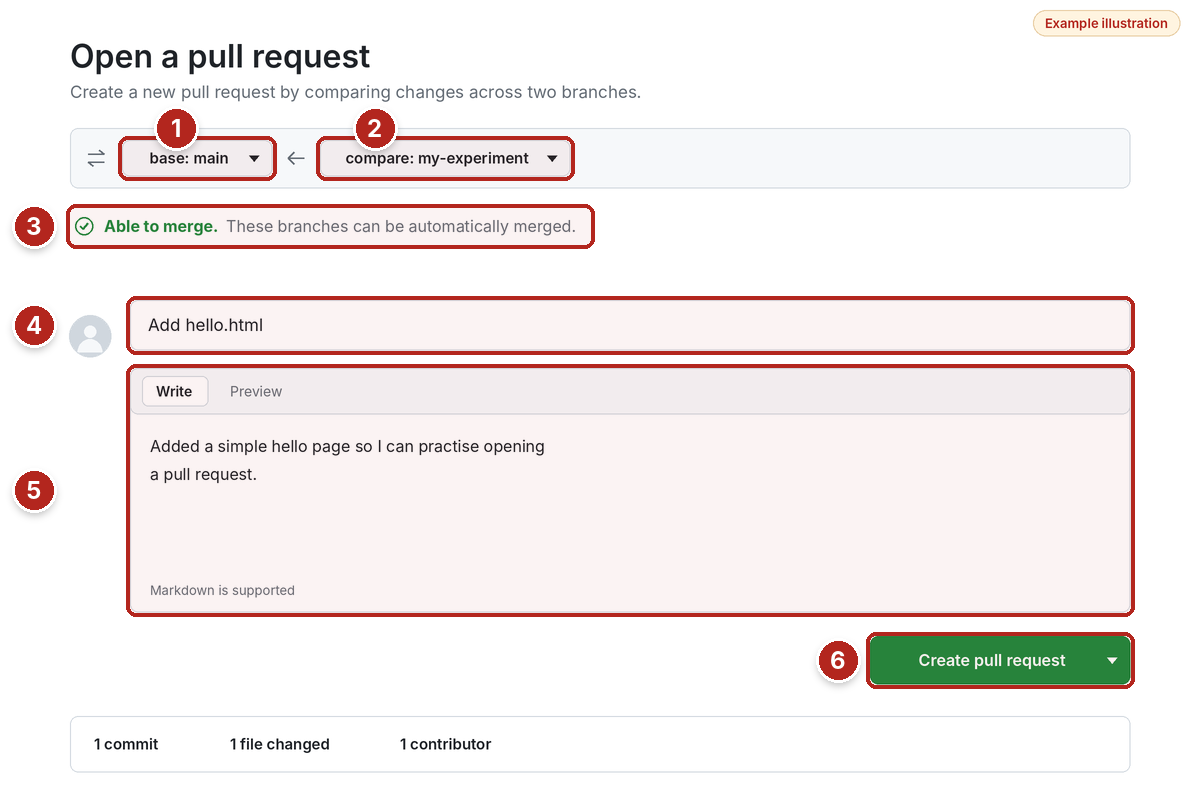 Example illustration
Open a pull request
Create a new pull request by comparing changes across two branches.
1
2
base: main
compare: my-experiment
3
Able to merge. These branches can be automatically merged.
4
Add hello.html
Write
Preview
5
Added a simple hello page so I can practise opening
a pull request.
Markdown is supported
6
Create pull request
1 commit
1 file changed
1 contributor